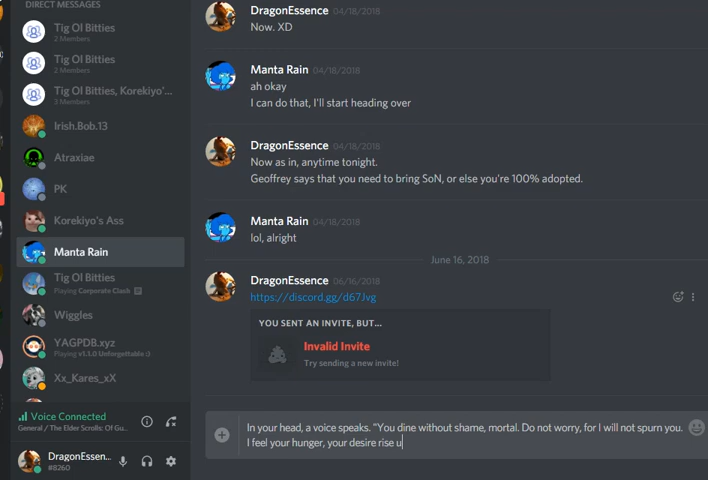 DIRECT MESSAGES
Tig Ol Bitties
2 Members
Tig Ol Bitties
2 Members
Tig Ol Bitties, Korekiyo'...
3 Members
Irish.Bob.13
Atraxiae
PK
Korekiyo's Ass
Manta Rain
Tig Ol Bitties
Playing Corporate Clash
Wiggles
YAGPDB.xyz
Playing v1.1.0 Unforgettable :)
Xx_Kares_xX
Voice Connected
General / The Elder Scrolls: Of Gu...
DragonEssen...
#8260
DragonEssence 04/18/2018
Now. XD
Manta Rain 04/18/2018
ah okay
I can do that, I'll start heading over
DragonEssence 04/18/2018
Now as in, anytime tonight.
Geoffrey says that you need to bring SoN, or else you're 100% adopted.
Manta Rain 04/18/2018
lol, alright
June 16, 2018
DragonEssence 06/16/2018
https://discord.gg/d67Jvg
YOU SENT AN INVITE, BUT...
Invalid Invite
Try sending a new invite!
In your head, a voice speaks. "You dine without shame, mortal. Do not worry, for I will not spurn you.
I feel your hunger, your desire rise u